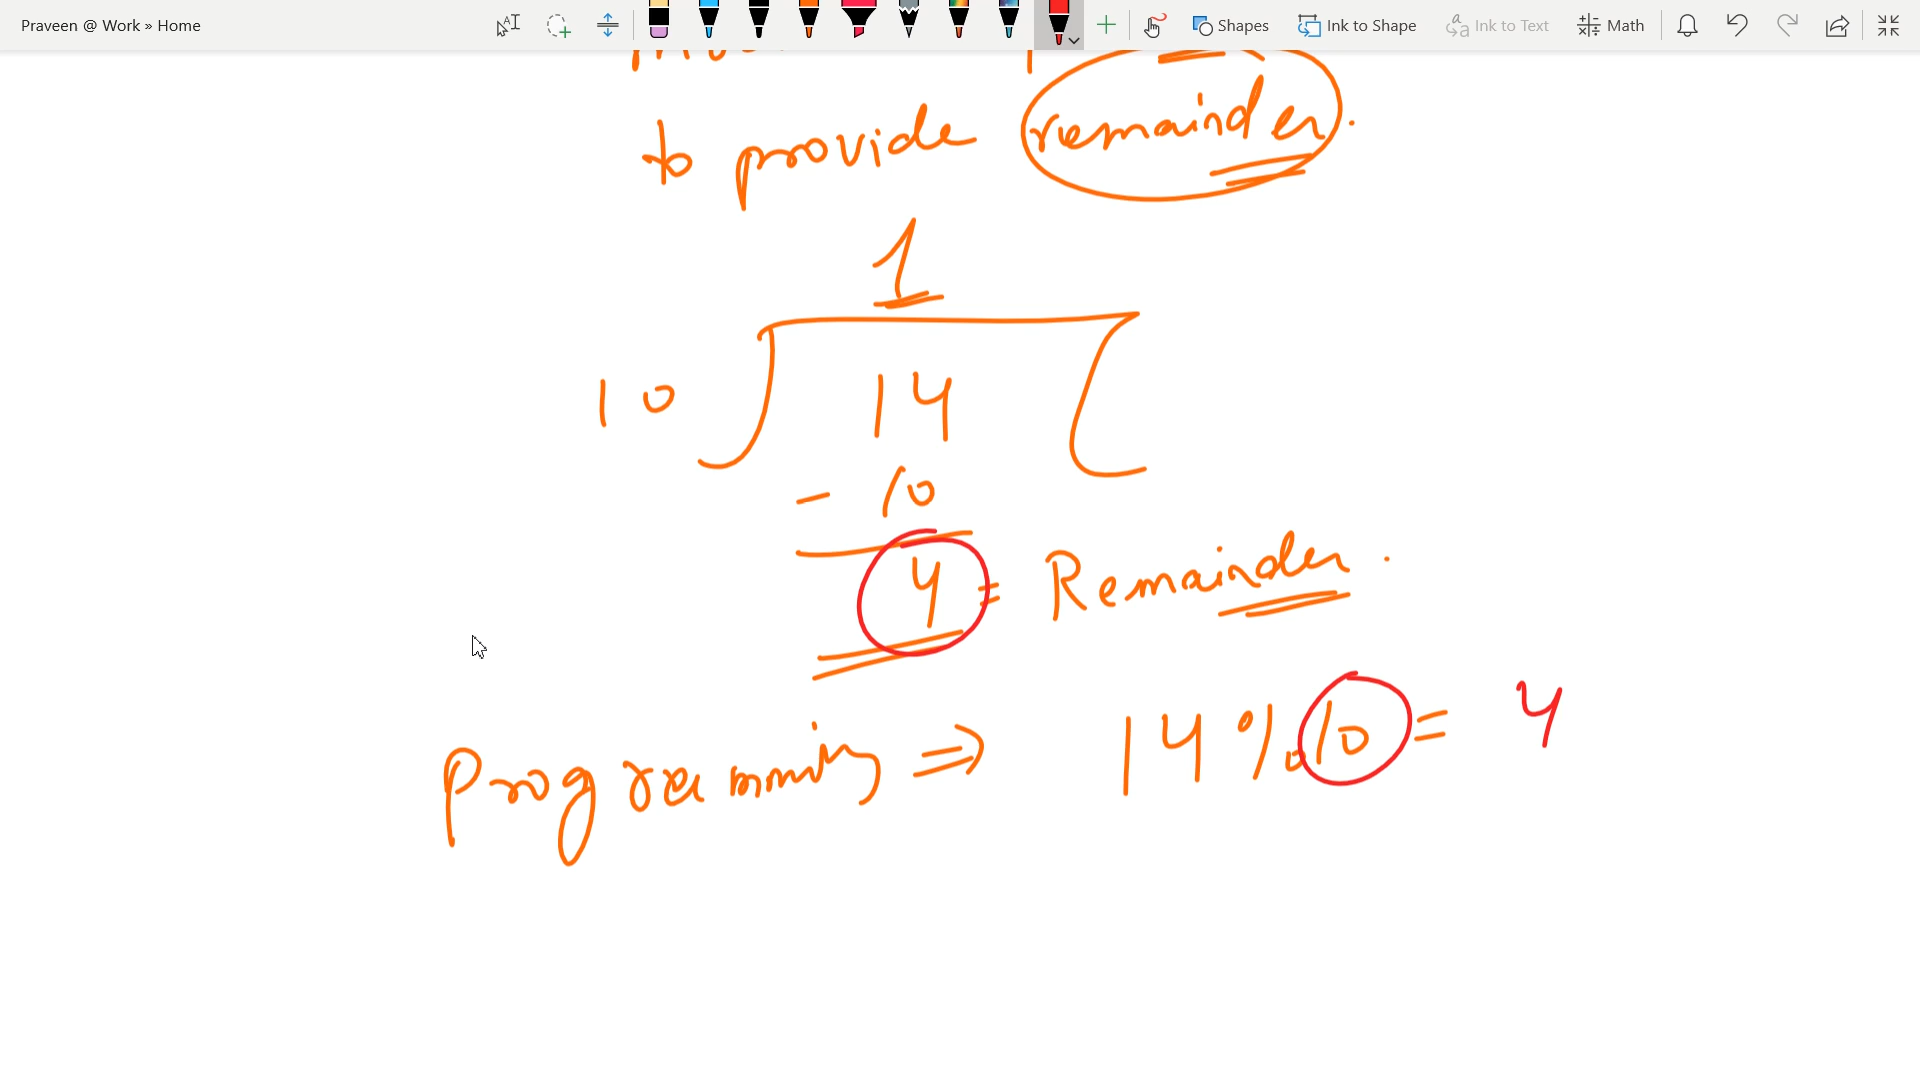 Praveen @ Work » Home Shapes Ink to Shape Ink to Text Math
to provide remainder.
1
10 14
- 10
4 = Remainder.
Programming ⇒ 14 % 10 = 4